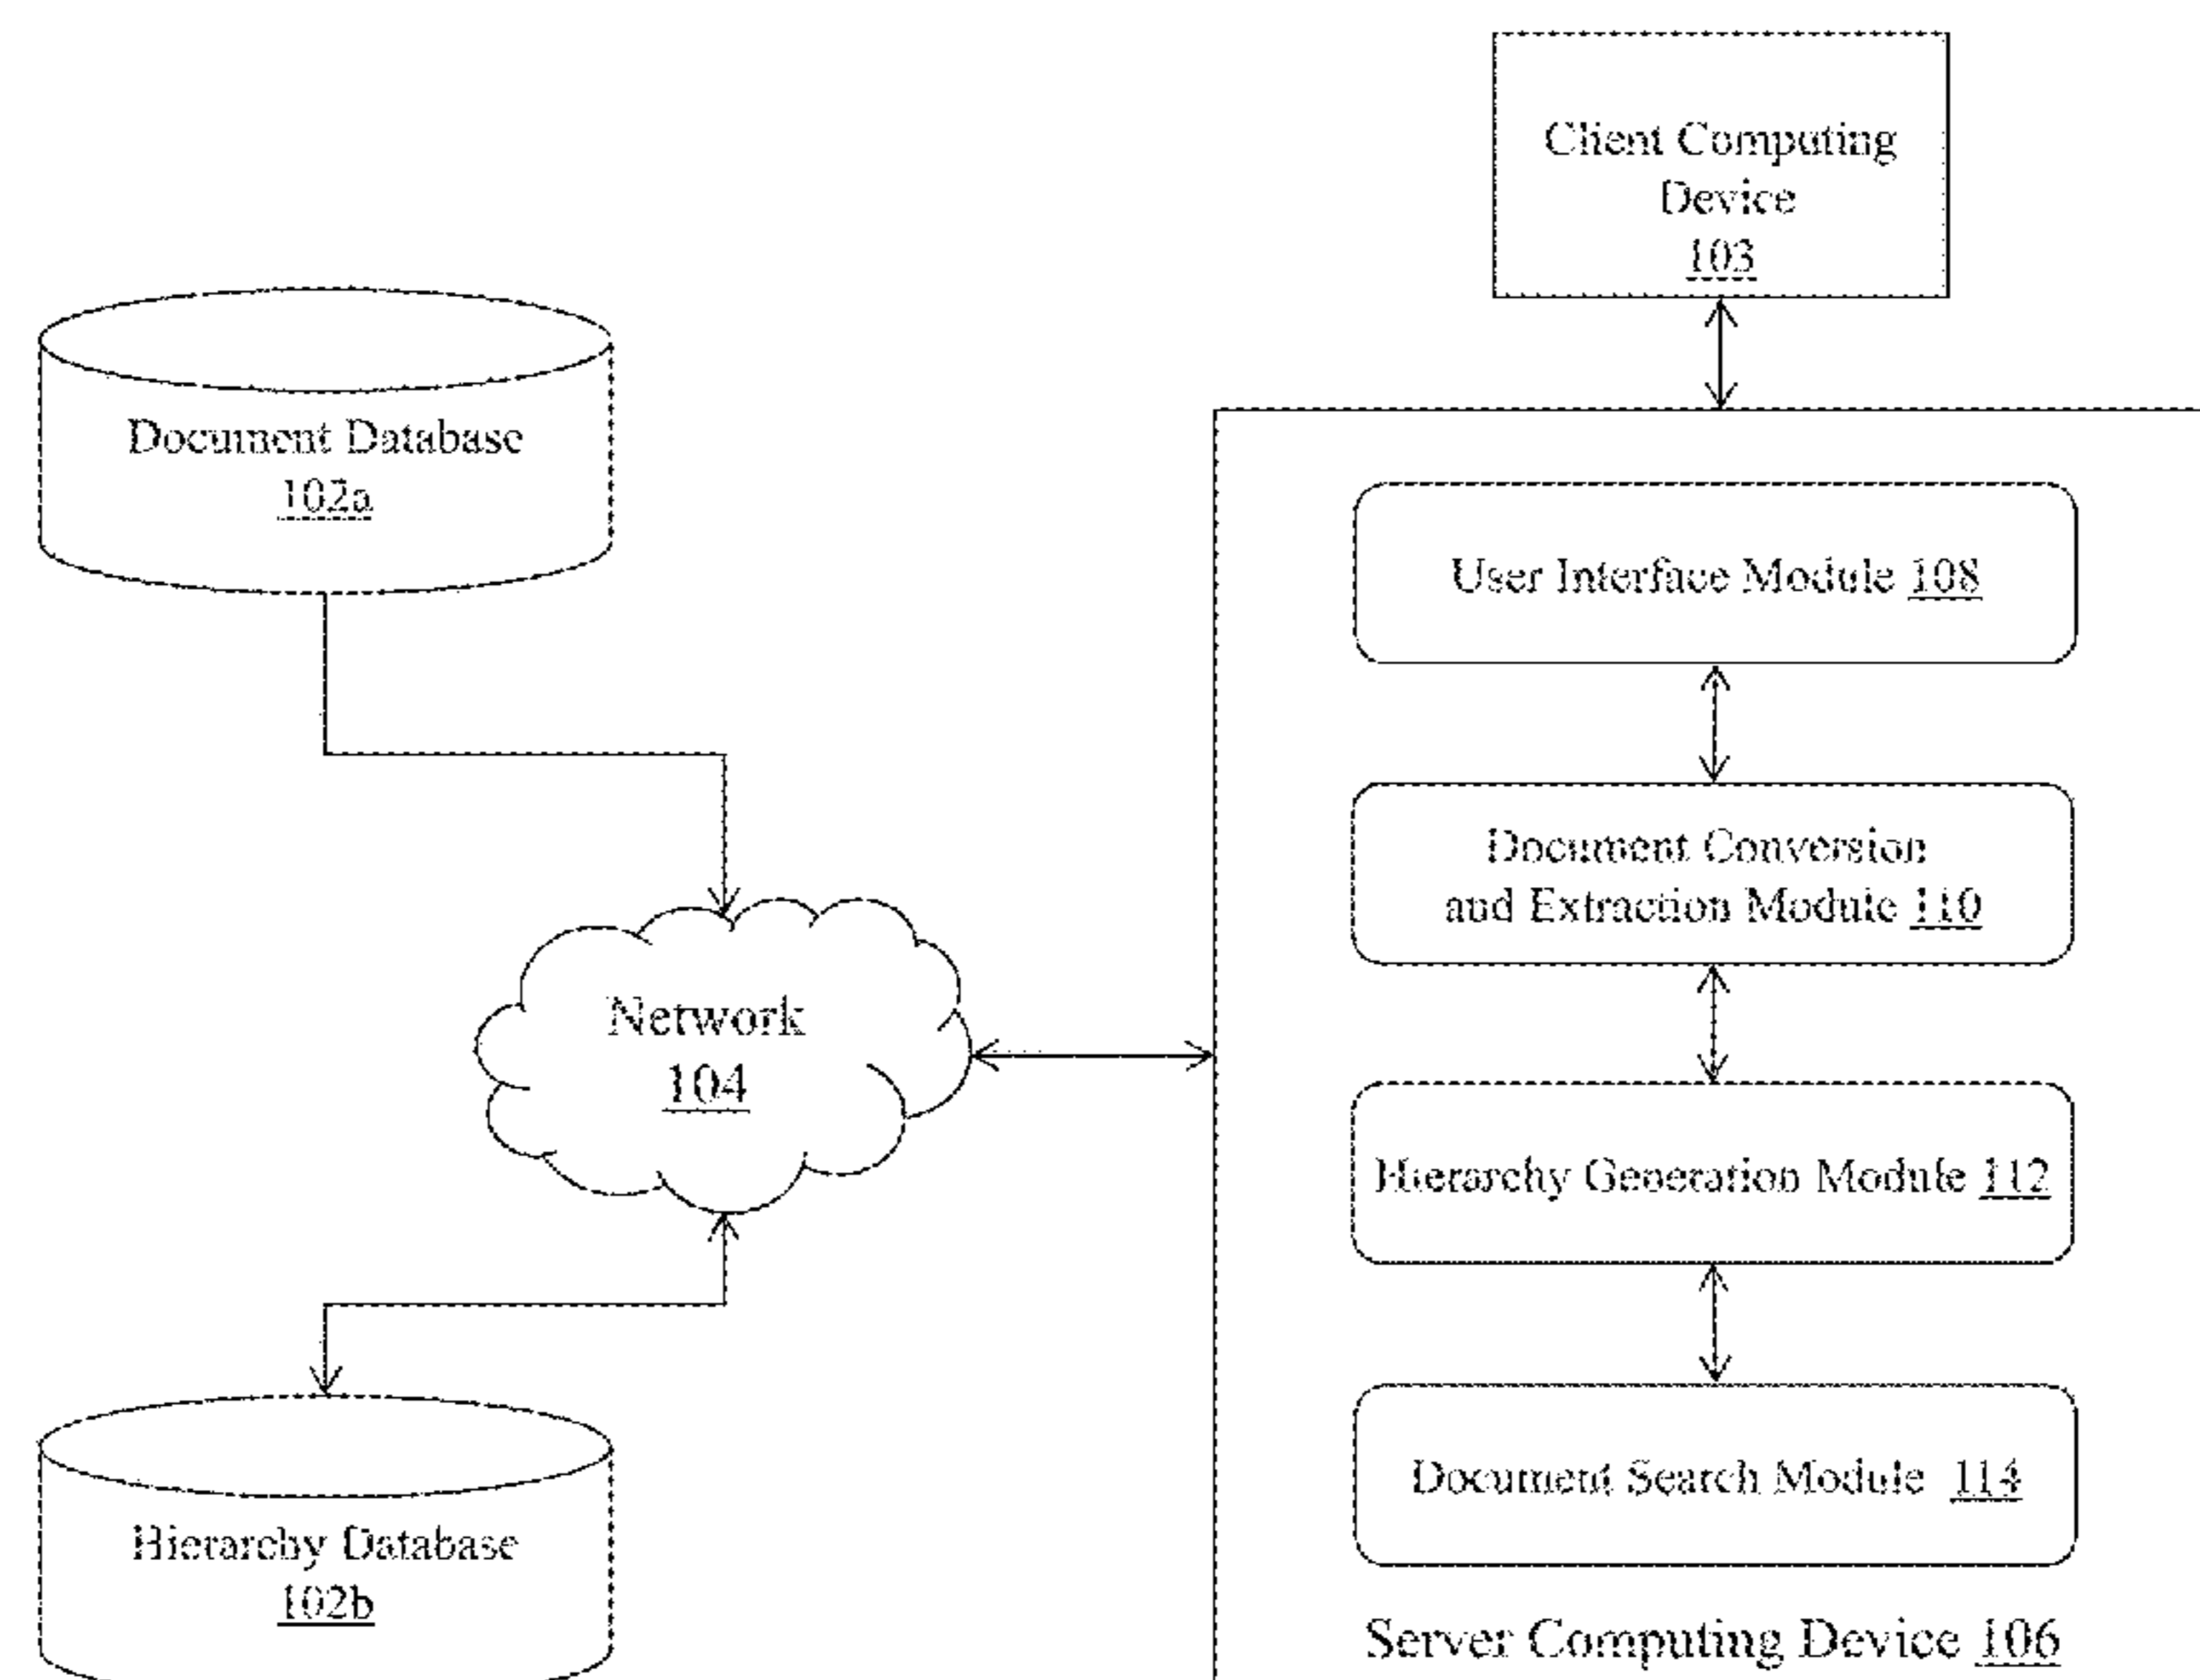 Client Computing
Device
103
Document Database
102a
User Interface Module 108
Document Conversion
and Extraction Module 110
Network
104
Hierarchy Generation Module 112
Document Search Module 114
Hierarchy Database
102b
Server Computing Device 106